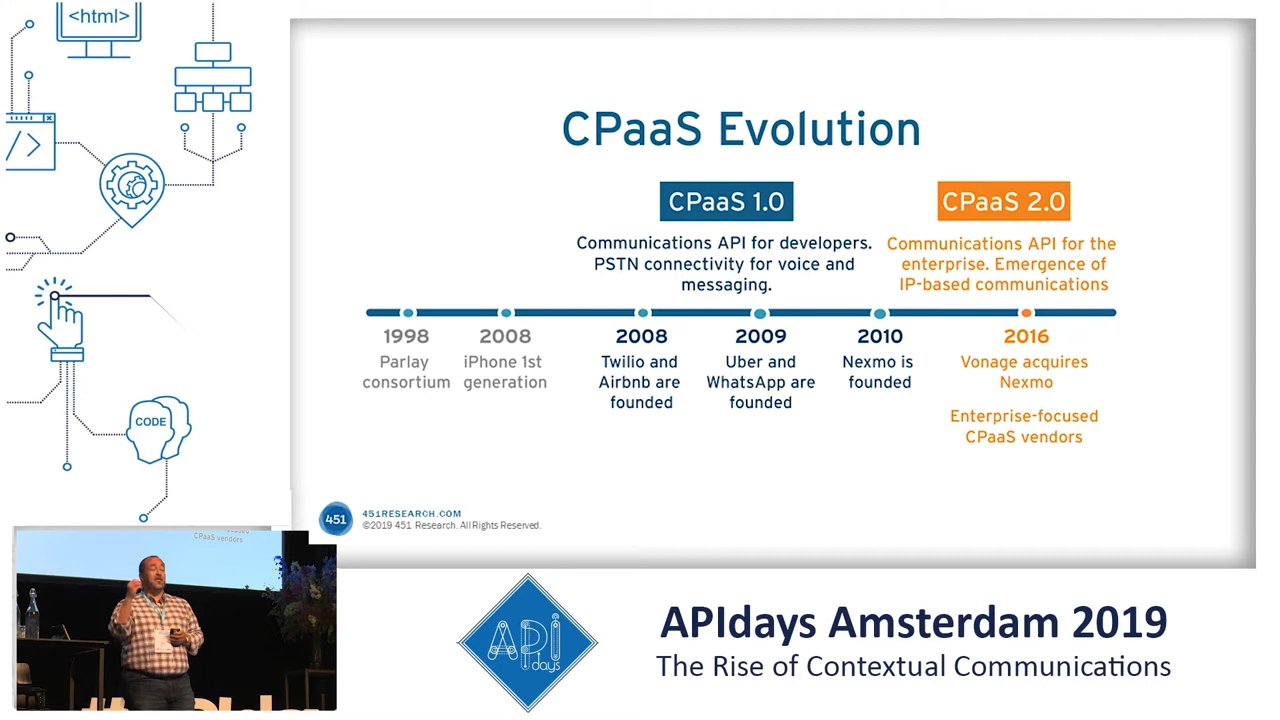 <html>
</>
CODE
CPaaS Evolution
CPaaS 1.0
Communications API for developers.
PSTN connectivity for voice and
messaging.
CPaaS 2.0
Communications API for the
enterprise. Emergence of
IP-based communications
1998
Parlay
consortium
2008
iPhone 1st
generation
2008
Twilio and
Airbnb are
founded
2009
Uber and
WhatsApp are
founded
2010
Nexmo is
founded
2016
Vonage acquires
Nexmo
Enterprise-focused
CPaaS vendors
451
451RESEARCH.COM
©2019 451 Research. All Rights Reserved.
CPaaS vendors
API
days
APIdays Amsterdam 2019
The Rise of Contextual Communications